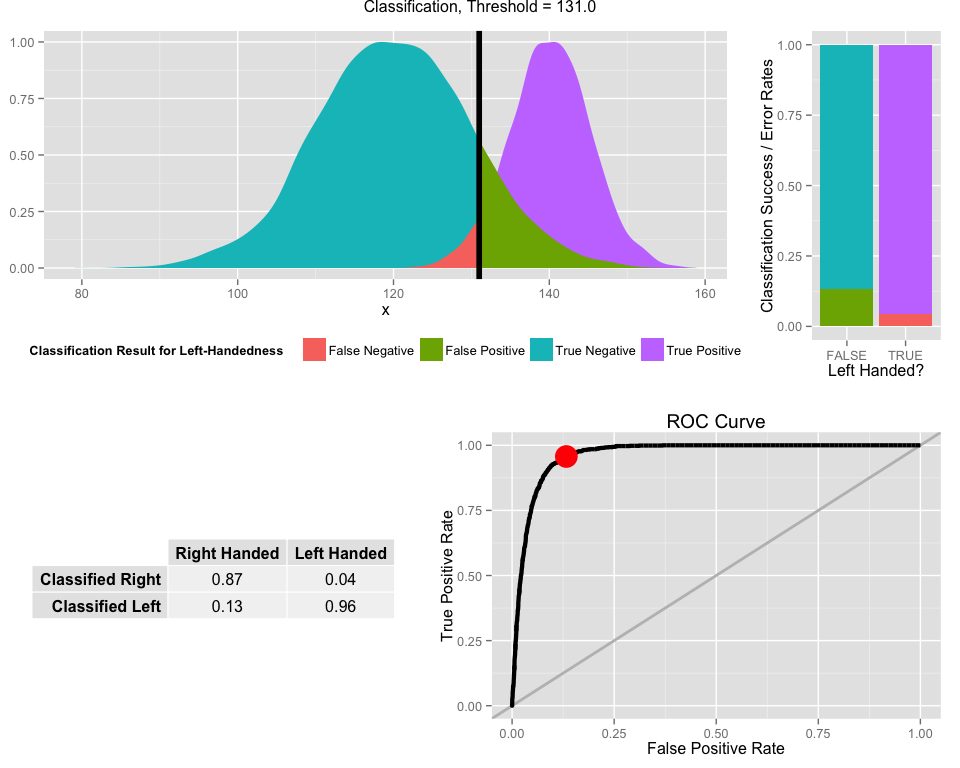 Classification, Threshold = 131.0
1.00
0.75
0.50
0.25
0.00
80 100 120 140 160
x
Classification Result for Left-Handedness False Negative False Positive True Negative True Positive
Classification Success / Error Rates
1.00
0.75
0.50
0.25
0.00
FALSE TRUE
Left Handed?
Right Handed Left Handed
Classified Right 0.87 0.04
Classified Left 0.13 0.96
ROC Curve
True Positive Rate
1.00
0.75
0.50
0.25
0.00
0.00 0.25 0.50 0.75 1.00
False Positive Rate